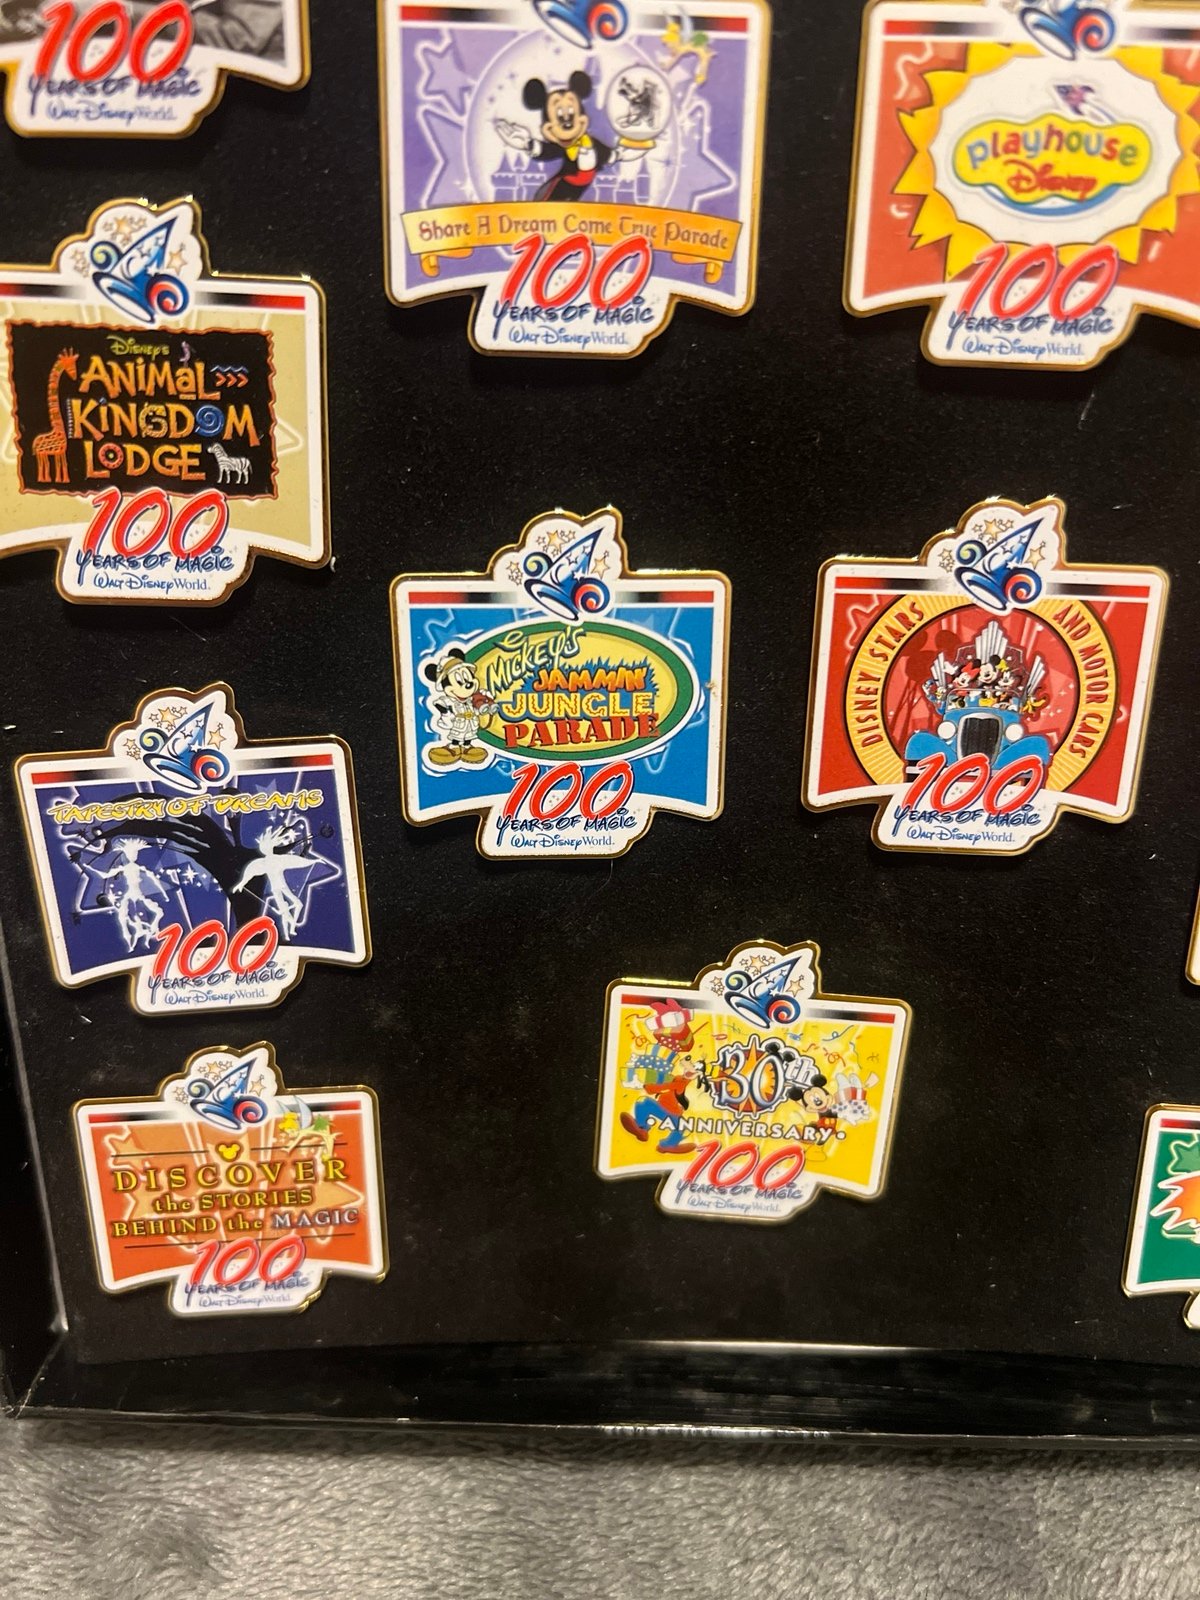 100
YEARS OF MAGIC
Walt Disney World.
Share A Dream Come True Parade
100
YEARS OF MAGIC
Walt Disney World.
playhouse
Disney
100
YEARS OF MAGIC
Walt Disney World.
Disney's
ANIMAL
KINGDOM
LODGE
100
YEARS OF MAGIC
Walt Disney World.
MICKEY'S
JAMMIN'
JUNGLE
PARADE
100
YEARS OF MAGIC
Walt Disney World.
DISNEY STARS AND MOTOR CARS
100
YEARS OF MAGIC
Walt Disney World.
TAPESTRY OF DREAMS
100
YEARS OF MAGIC
Walt Disney World.
30th
•ANNIVERSARY•
100
YEARS OF MAGIC
Walt Disney World.
DISCOVER
the STORIES
BEHIND the MAGIC
100
YEARS OF MAGIC
Walt Disney World.